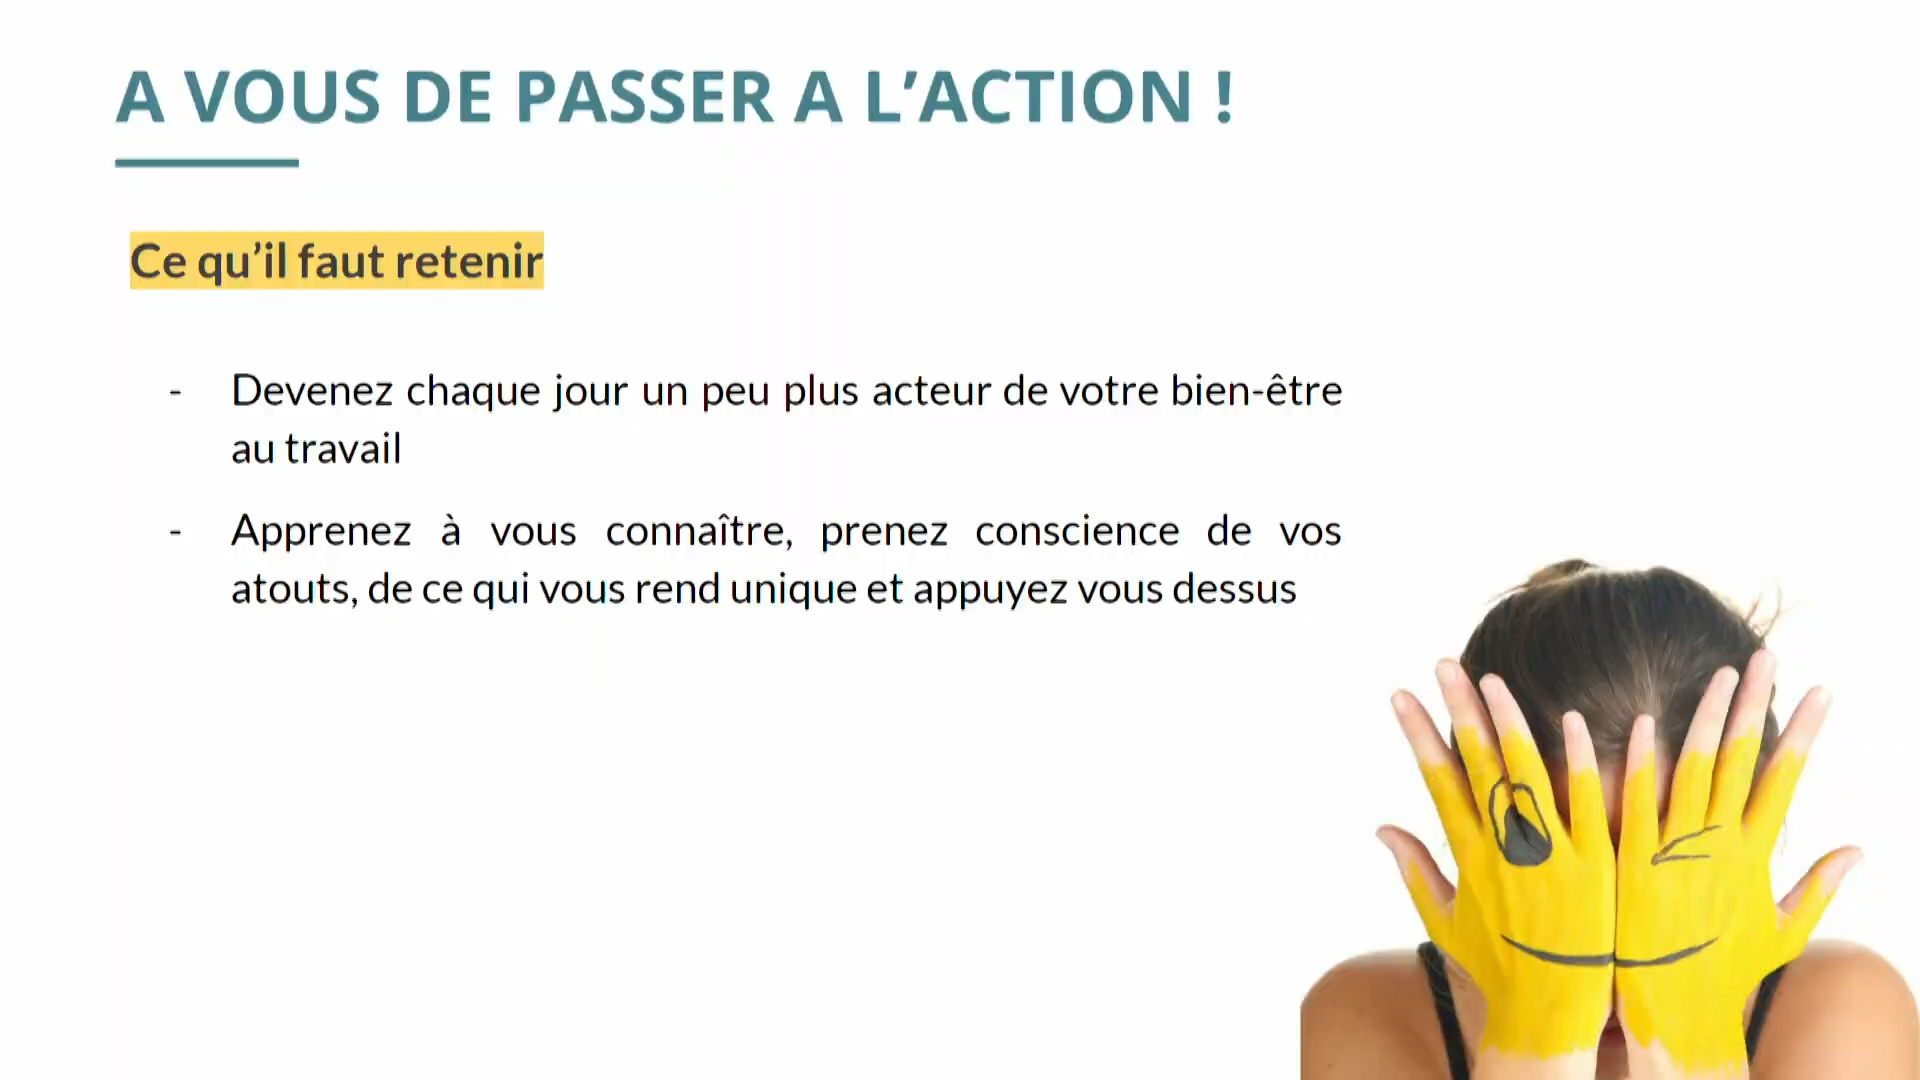 A VOUS DE PASSER A L’ACTION !
Ce qu’il faut retenir
- Devenez chaque jour un peu plus acteur de votre bien-être
au travail
- Apprenez à vous connaître, prenez conscience de vos
atouts, de ce qui vous rend unique et appuyez vous dessus